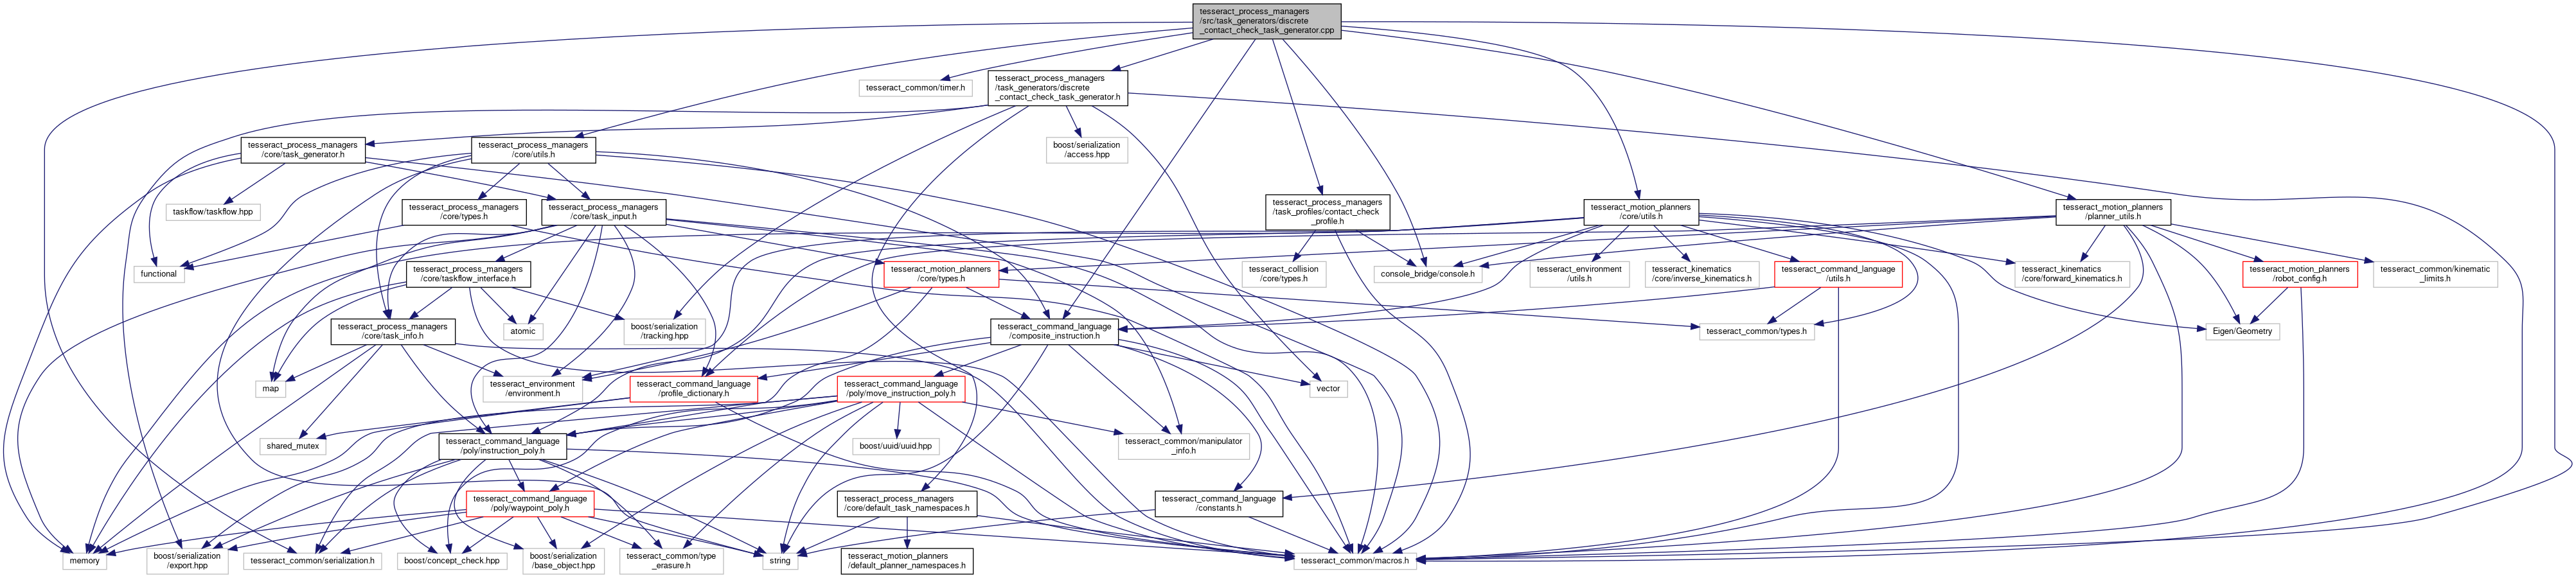 tesseract_process_managers
/src/task_generators/discrete
_contact_check_task_generator.cpp
tesseract_common/timer.h
tesseract_process_managers
/task_generators/discrete
_contact_check_task_generator.h
tesseract_process_managers
/core/task_generator.h
tesseract_process_managers
/core/utils.h
boost/serialization
/access.hpp
taskflow/taskflow.hpp
tesseract_process_managers
/core/types.h
tesseract_process_managers
/core/task_input.h
tesseract_process_managers
/task_profiles/contact_check
_profile.h
tesseract_motion_planners
/core/utils.h
tesseract_motion_planners
/planner_utils.h
functional
tesseract_process_managers
/core/taskflow_interface.h
tesseract_motion_planners
/core/types.h
tesseract_collision
/core/types.h
console_bridge/console.h
tesseract_environment
/utils.h
tesseract_kinematics
/core/inverse_kinematics.h
tesseract_command_language
/utils.h
tesseract_kinematics
/core/forward_kinematics.h
tesseract_motion_planners
/robot_config.h
tesseract_common/kinematic
_limits.h
tesseract_process_managers
/core/task_info.h
atomic
boost/serialization
/tracking.hpp
tesseract_command_language
/composite_instruction.h
tesseract_common/types.h
Eigen/Geometry
map
tesseract_environment
/environment.h
tesseract_command_language
/profile_dictionary.h
tesseract_command_language
/poly/move_instruction_poly.h
vector
shared_mutex
tesseract_command_language
/poly/instruction_poly.h
boost/uuid/uuid.hpp
tesseract_common/manipulator
_info.h
tesseract_command_language
/poly/waypoint_poly.h
tesseract_process_managers
/core/default_task_namespaces.h
tesseract_command_language
/constants.h
memory
boost/serialization
/export.hpp
tesseract_common/serialization.h
boost/concept_check.hpp
boost/serialization
/base_object.hpp
tesseract_common/type
_erasure.h
string
tesseract_motion_planners
/default_planner_namespaces.h
tesseract_common/macros.h